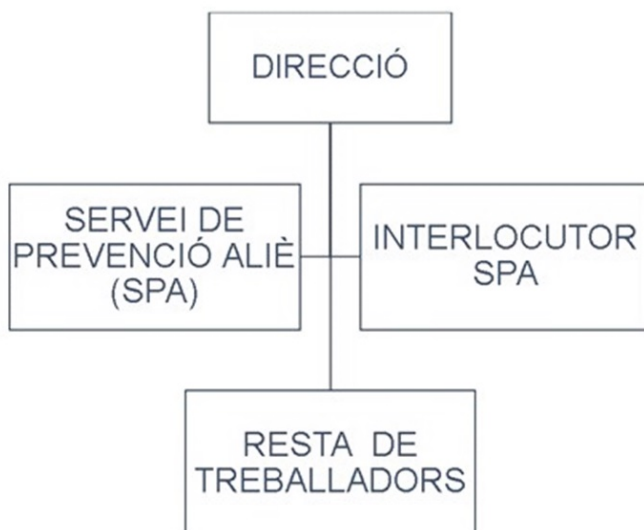 DIRECCIÓ
SERVEI DE
PREVENCIÓ ALIÈ
(SPA)
INTERLOCUTOR
SPA
RESTA DE
TREBALLADORS